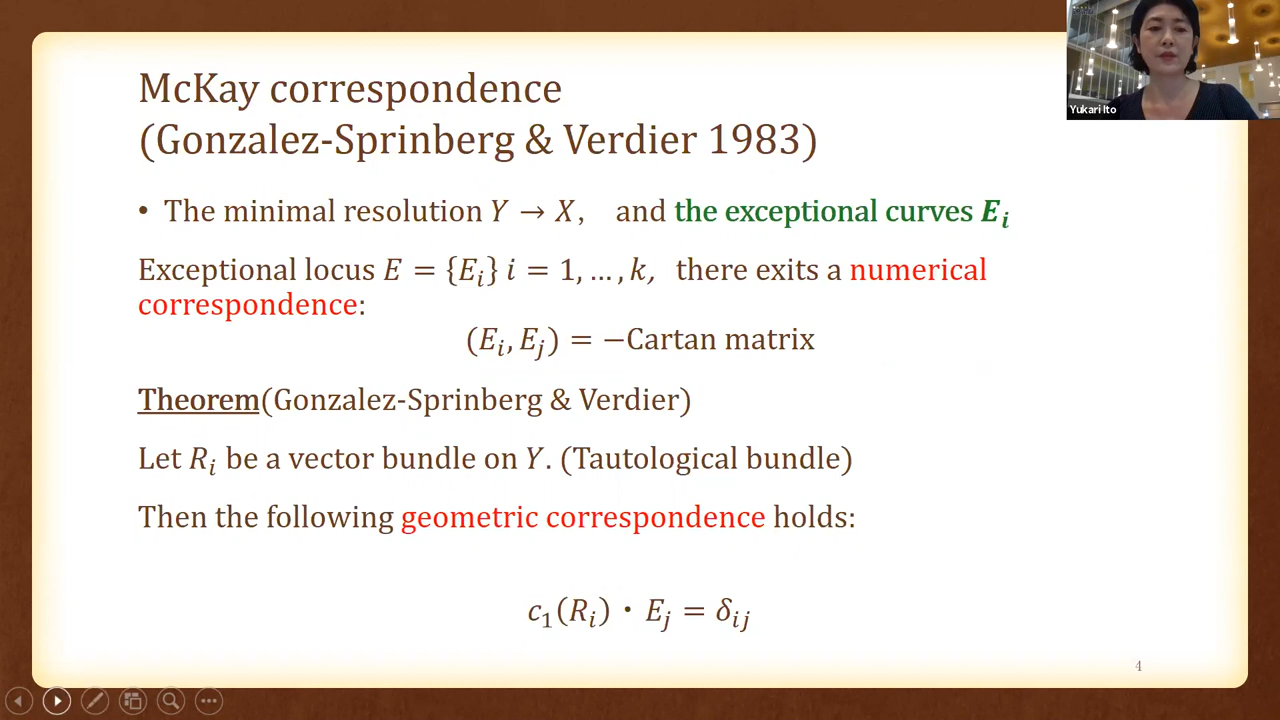 McKay correspondence
(Gonzalez-Sprinberg & Verdier 1983)
Yukari Ito
• The minimal resolution Y → X, and the exceptional curves E_i
Exceptional locus E = {E_i} i = 1, … , k, there exits a numerical
correspondence:
(E_i, E_j) = −Cartan matrix
Theorem(Gonzalez-Sprinberg & Verdier)
Let R_i be a vector bundle on Y. (Tautological bundle)
Then the following geometric correspondence holds:
c_1(R_i) · E_j = δ_ij
4